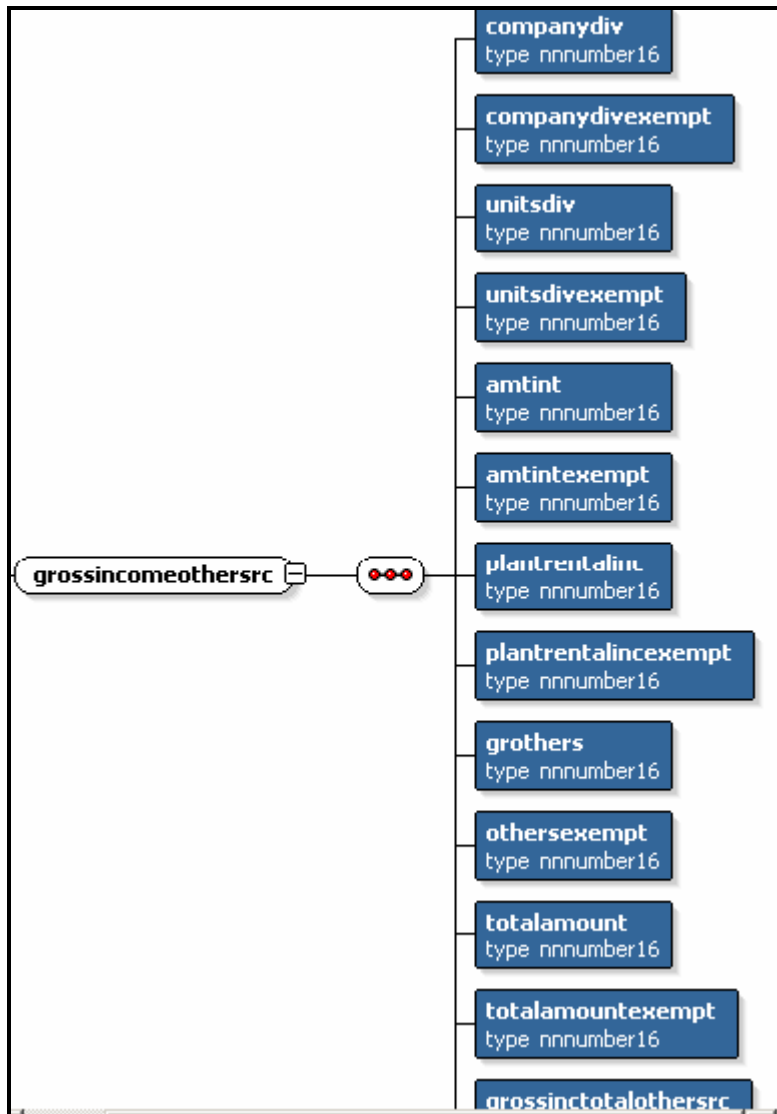 companydiv
type nnnumber16
companydivexempt
type nnnumber16
unitsdiv
type nnnumber16
unitsdivexempt
type nnnumber16
amtint
type nnnumber16
amtintexempt
type nnnumber16
grossincomeothersrc
plantrentalinc
type nnnumber16
plantrentalincexempt
type nnnumber16
grothers
type nnnumber16
othersexempt
type nnnumber16
totalamount
type nnnumber16
totalamountexempt
type nnnumber16
grossinctotalothersrc